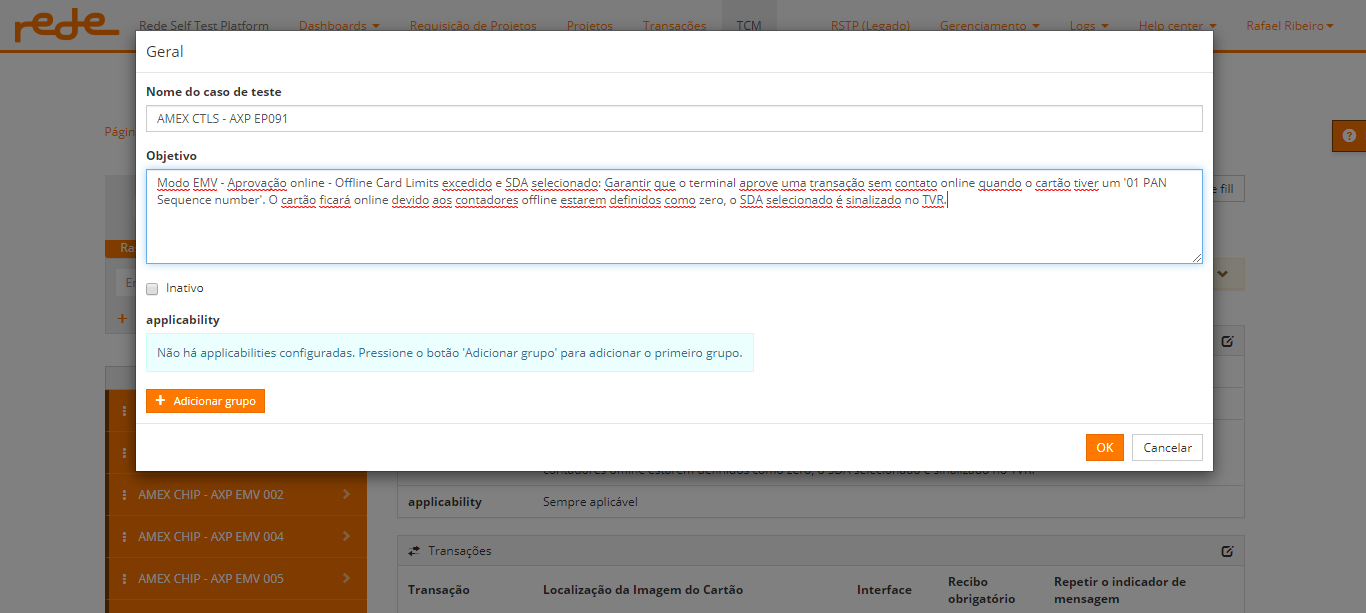 rede Rede Self Test Platform Dashboards Requisição de Projetos Projetos Transações TCM RSTP (Legado) Gerenciamento Logs Help center Rafael Ribeiro
Geral
Nome do caso de teste
AMEX CTLS - AXP EP091
Págin
Objetivo
Modo EMV - Aprovação online - Offline Card Limits excedido e SDA selecionado: Garantir que o terminal aprove uma transação sem contato online quando o cartão tiver um '01 PAN
Sequence number'. O cartão ficará online devido aos contadores offline estarem definidos como zero, o SDA selecionado é sinalizado no TVR.
e fill
Ra
En
Inativo
applicability
Não há applicabilities configuradas. Pressione o botão 'Adicionar grupo' para adicionar o primeiro grupo.
+ Adicionar grupo
OK Cancelar
contadores offline estarem definidos como zero, o SDA selecionado é sinalizado no TVR.
AMEX CHIP - AXP EMV 002
applicability Sempre aplicável
AMEX CHIP - AXP EMV 004
Transações
AMEX CHIP - AXP EMV 005
Transação Localização da Imagem do Cartão Interface Recibo obrigatório Repetir o indicador de mensagem